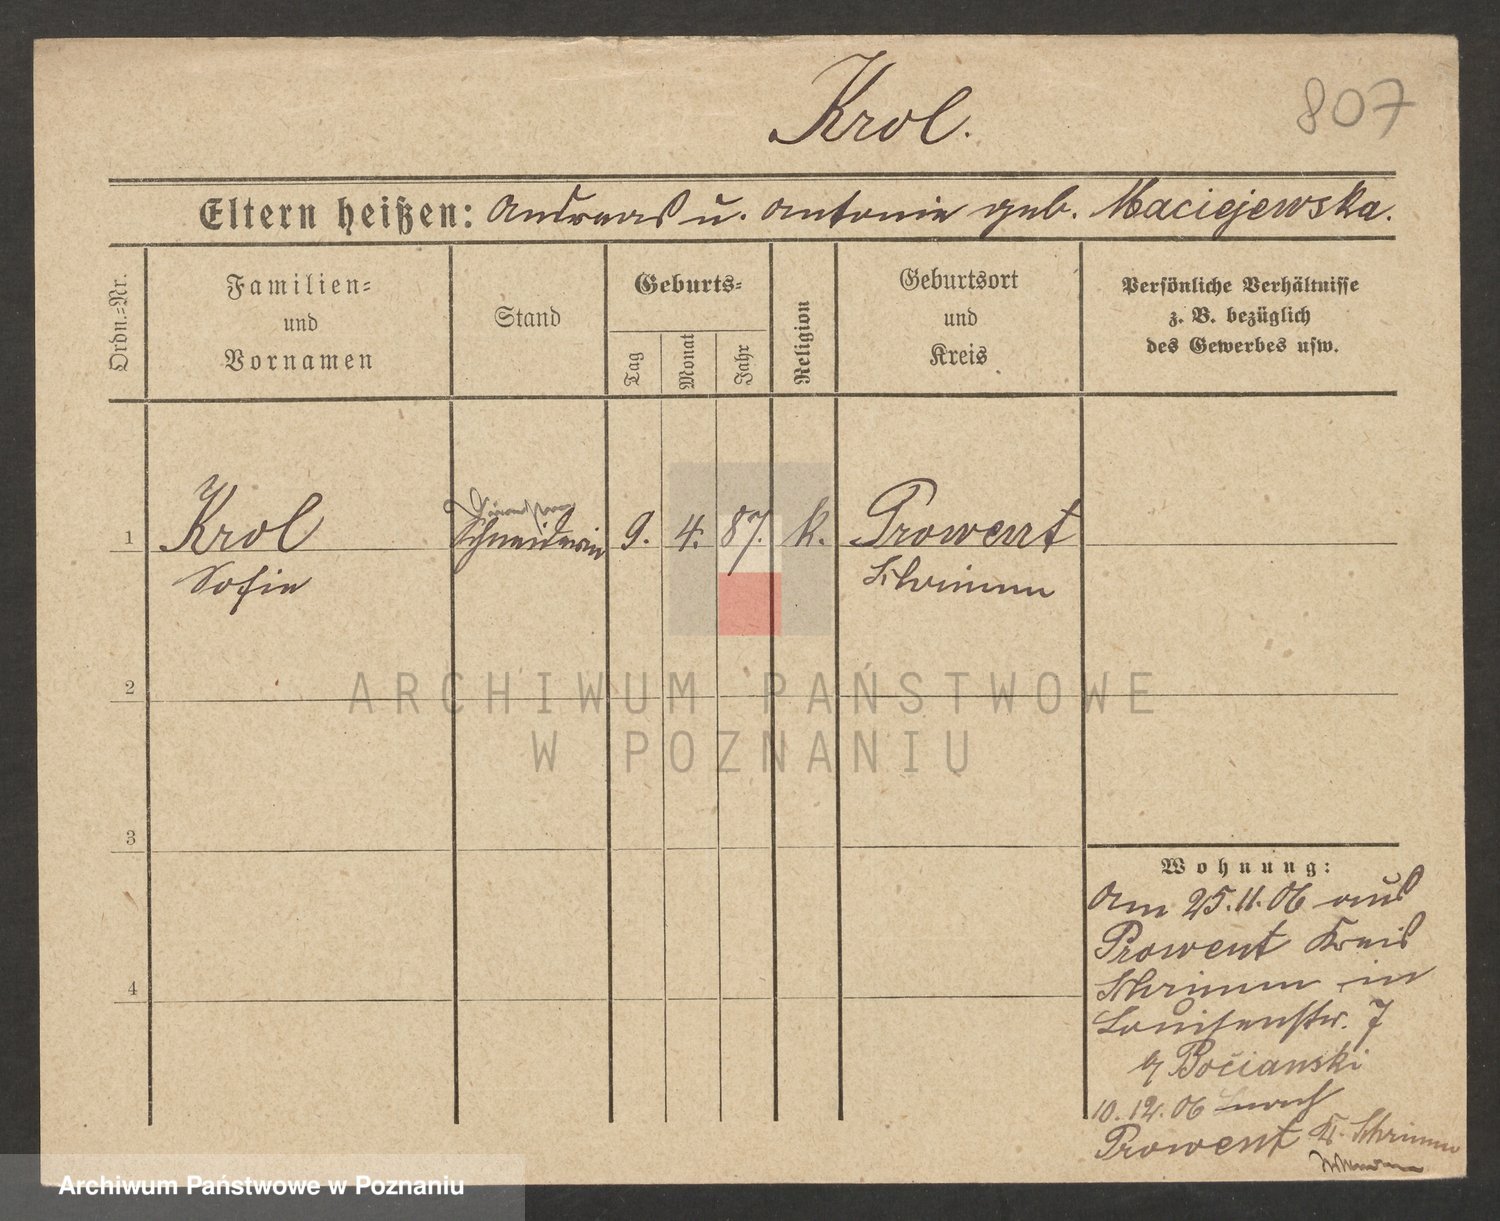 Krol.
807
Eltern heißen: Andreas u. Antonie geb. Maciejewska.
Ordn.=Nr.
Familien=
und
Vornamen
Stand
Geburts=
Tag
Monat
Jahr
Religion
Geburtsort
und
Kreis
Persönliche Verhältnisse
z. B. bezüglich
des Gewerbes usw.
1
Krol
Sofie
Schneiderin
9. 4. 87. k.
Prowent
Schrimm
2
3
4
ARCHIWUM PAŃSTWOWE
W POZNANIU
Wohnung:
Am 25.11.06 aus
Prowent Kreis
Schrimm in
Louisenstr. 7
b/ Bocianski
10.12.06 nach
Prowent Kr. Schrimm
Archiwum Państwowe w Poznaniu